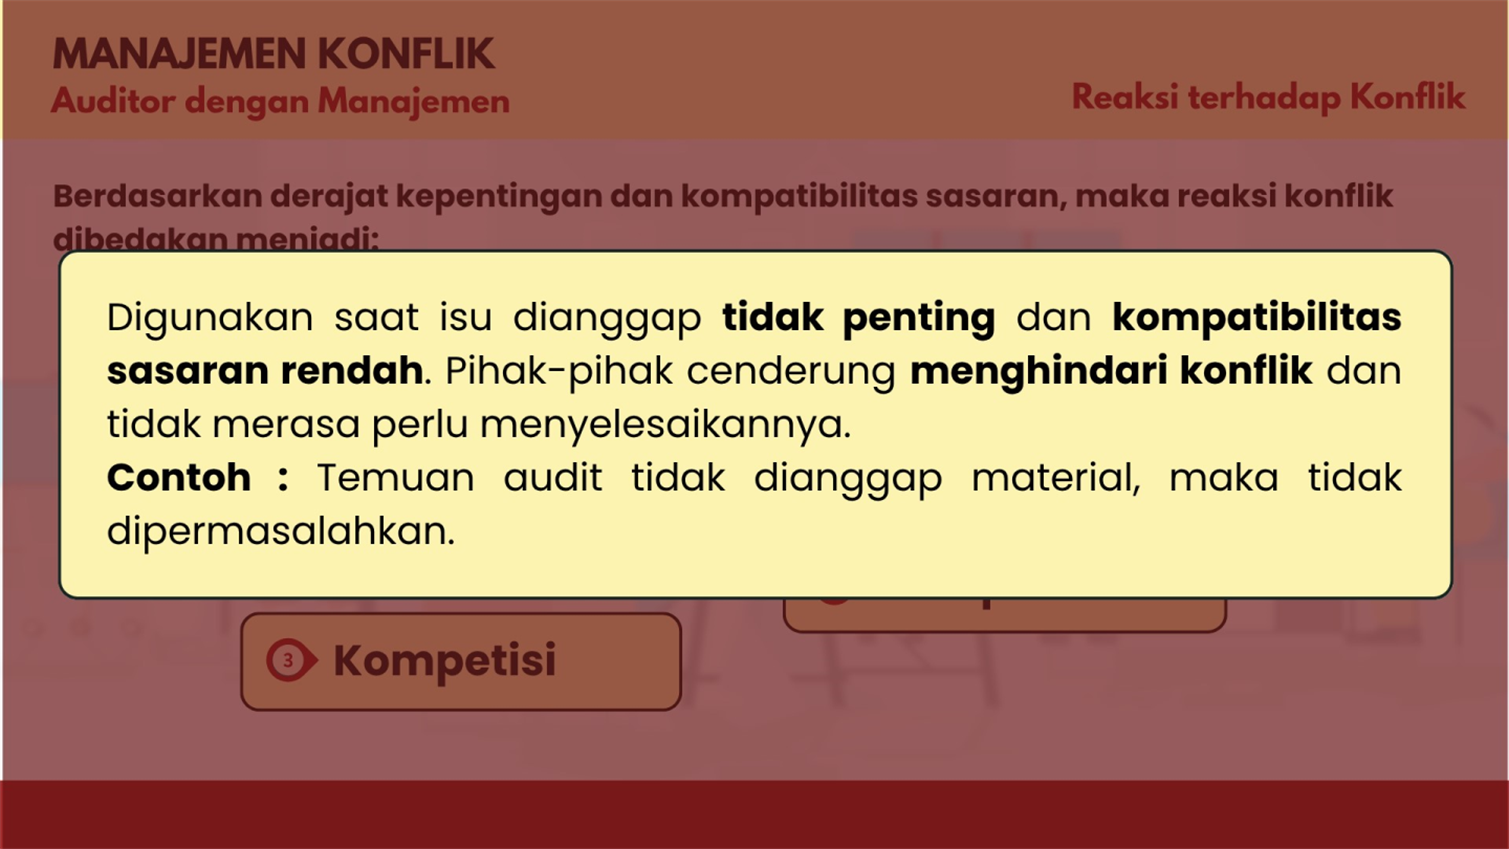 MANAJEMEN KONFLIK
Auditor dengan Manajemen
Reaksi terhadap Konflik
Berdasarkan derajat kepentingan dan kompatibilitas sasaran, maka reaksi konflik
dibedakan menjadi:
Digunakan saat isu dianggap tidak penting dan kompatibilitas
sasaran rendah. Pihak-pihak cenderung menghindari konflik dan
tidak merasa perlu menyelesaikannya.
Contoh : Temuan audit tidak dianggap material, maka tidak
dipermasalahkan.
3 Kompetisi